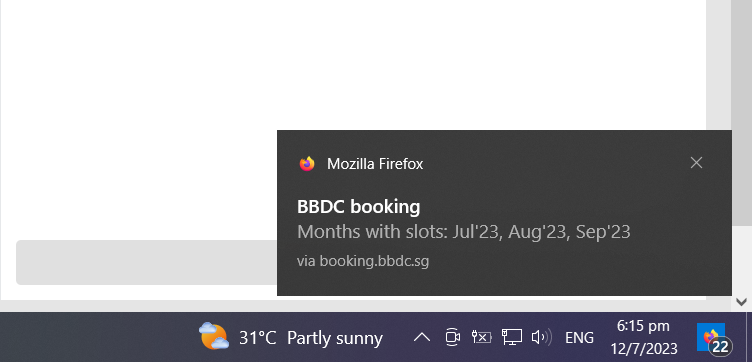 Mozilla Firefox
BBDC booking
Months with slots: Jul'23, Aug'23, Sep'23
via booking.bbdc.sg
31°C Partly sunny
ENG
6:15 pm
12/7/2023
22